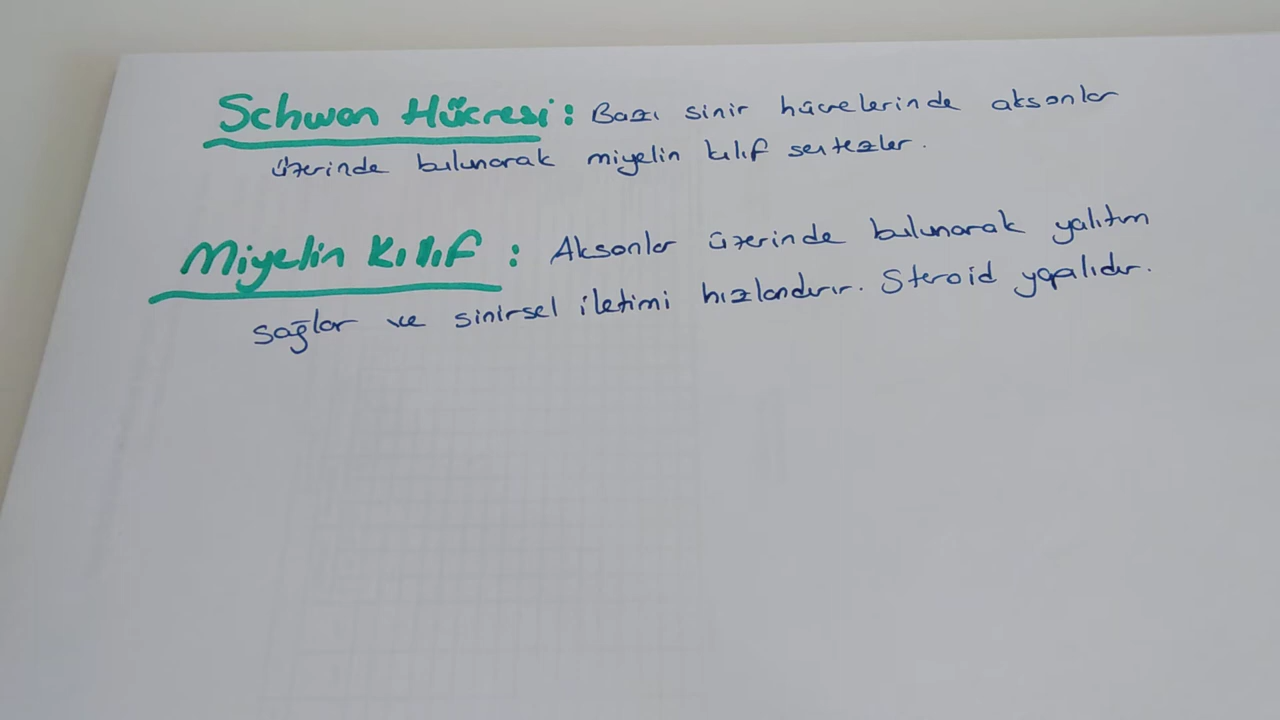 Schwan Hücresi: Bazı sinir hücrelerinde aksonlar
üzerinde bulunarak miyelin kılıf sentezler.
Miyelin Kılıf: Aksonlar üzerinde bulunarak yalıtım
sağlar ve sinirsel iletimi hızlandırır. Steroid yapılıdır.